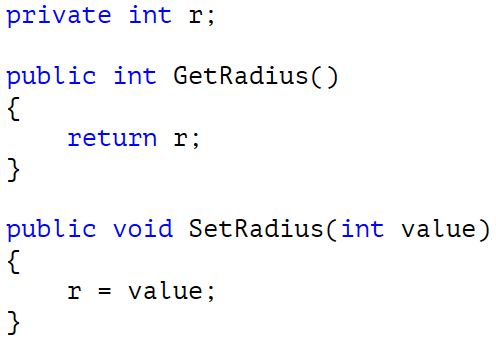 private int r;
public int GetRadius()
{
    return r;
}
public void SetRadius(int value)
{
    r = value;
}